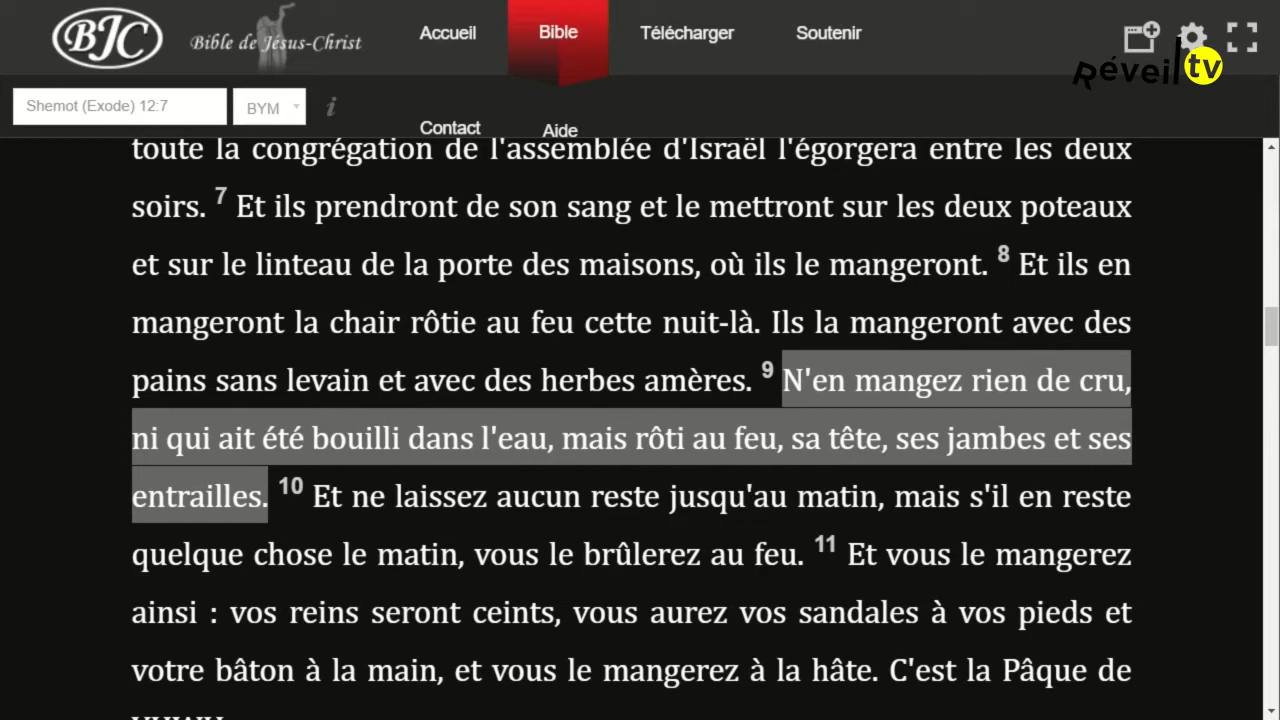 BJC
Bible de Jésus-Christ
Accueil
Bible
Télécharger
Soutenir
Réveil tv
Shemot (Exode) 12:7
BYM
i
Contact
Aide
toute la congrégation de l'assemblée d'Israël l'égorgera entre les deux
soirs. 7 Et ils prendront de son sang et le mettront sur les deux poteaux
et sur le linteau de la porte des maisons, où ils le mangeront. 8 Et ils en
mangeront la chair rôtie au feu cette nuit-là. Ils la mangeront avec des
pains sans levain et avec des herbes amères. 9 N'en mangez rien de cru,
ni qui ait été bouilli dans l'eau, mais rôti au feu, sa tête, ses jambes et ses
entrailles. 10 Et ne laissez aucun reste jusqu'au matin, mais s'il en reste
quelque chose le matin, vous le brûlerez au feu. 11 Et vous le mangerez
ainsi : vos reins seront ceints, vous aurez vos sandales à vos pieds et
votre bâton à la main, et vous le mangerez à la hâte. C'est la Pâque de